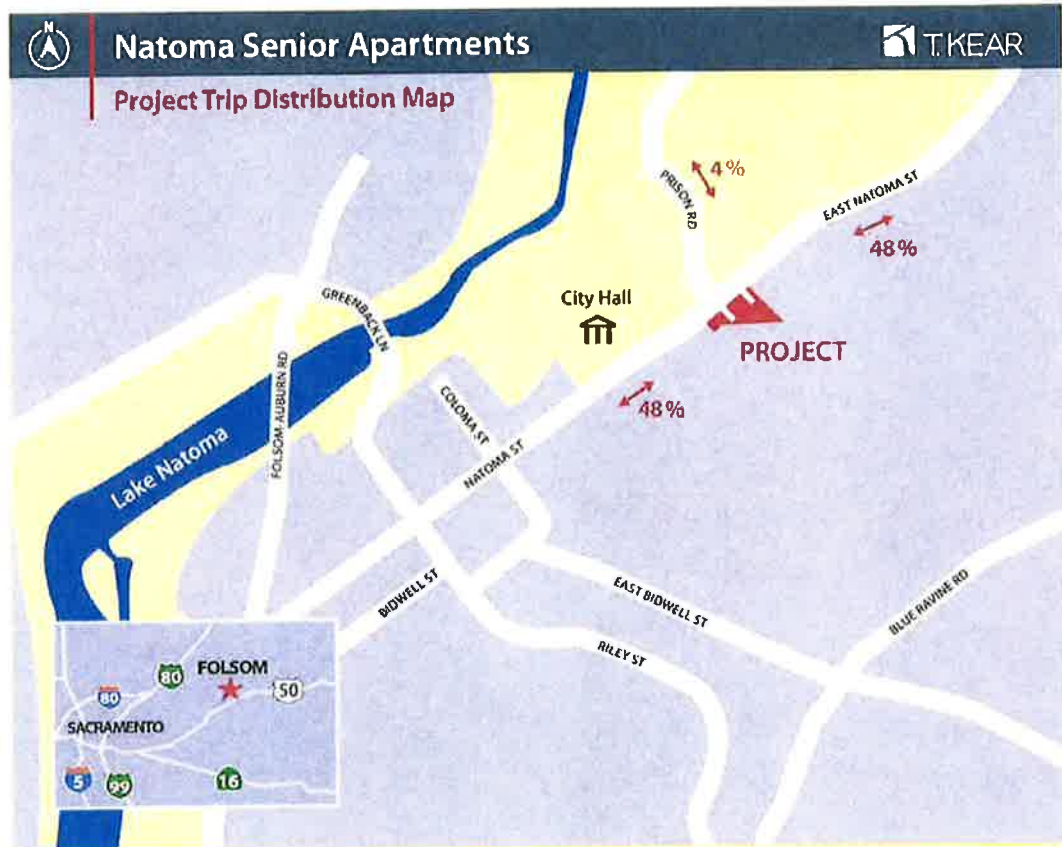 N
Natoma Senior Apartments
T.KEAR
Project Trip Distribution Map
4%
PRISON RD
EAST NATOMA ST
48%
GREENBACK LN
City Hall
PROJECT
FOLSOM-AUBURN RD
COLOMA ST
48%
Lake Natoma
NATOMA ST
BIDWELL ST
EAST BIDWELL ST
BLUE RAVINE RD
RILEY ST
80
FOLSOM
80
50
SACRAMENTO
5
99
16